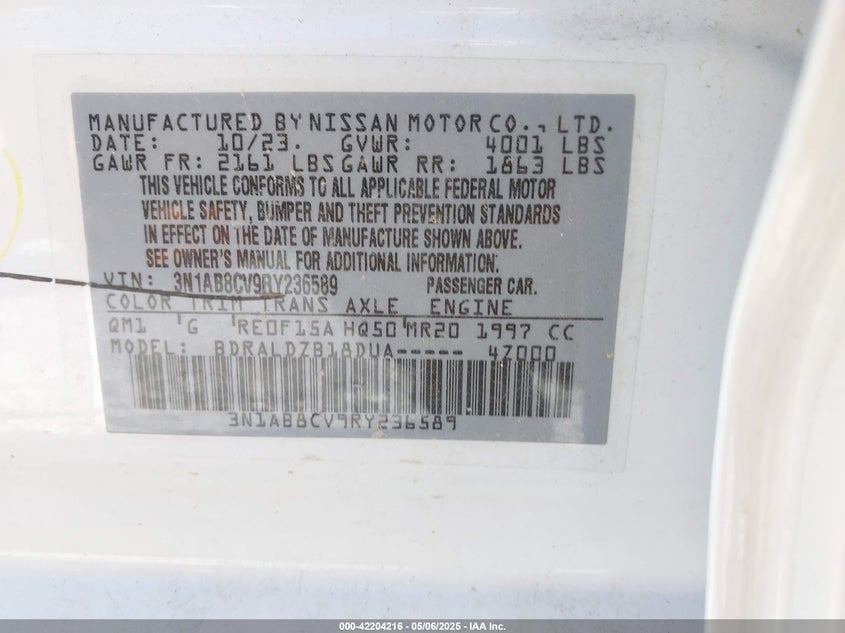 MANUFACTURED BY NISSAN MOTOR CO., LTD.
DATE: 10/23. GVWR: 4001 LBS
GAWR FR: 2161 LBS GAWR RR: 1863 LBS
THIS VEHICLE CONFORMS TO ALL APPLICABLE FEDERAL MOTOR
VEHICLE SAFETY, BUMPER AND THEFT PREVENTION STANDARDS
IN EFFECT ON THE DATE OF MANUFACTURE SHOWN ABOVE.
SEE OWNER'S MANUAL FOR ADDITIONAL INFORMATION.
VIN: 3N1AB8CV9RY236589 PASSENGER CAR.
COLOR TRIM TRANS AXLE ENGINE
QM1 G RE0F15A HQ50 MR20 1997 CC
MODEL: BDRALDZB18DUA----- 47000
3N1AB8CV9RY236589
000-42204216 - 05/06/2025 - IAA Inc.